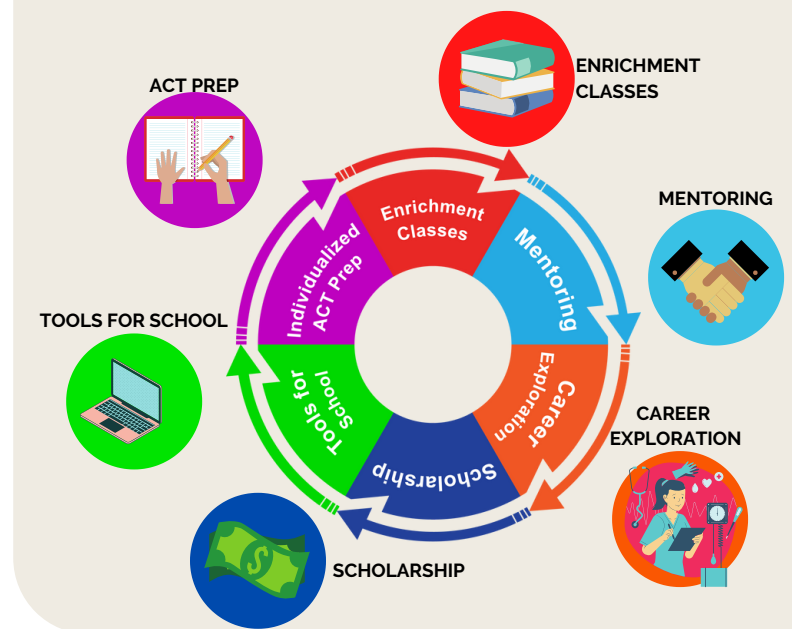 ENRICHMENT
CLASSES
ACT PREP
MENTORING
Enrichment
Classes
Individualized
ACT Prep
Mentoring
TOOLS FOR SCHOOL
Tools for
School
Career
Exploration
CAREER
EXPLORATION
Scholarship
SCHOLARSHIP
$